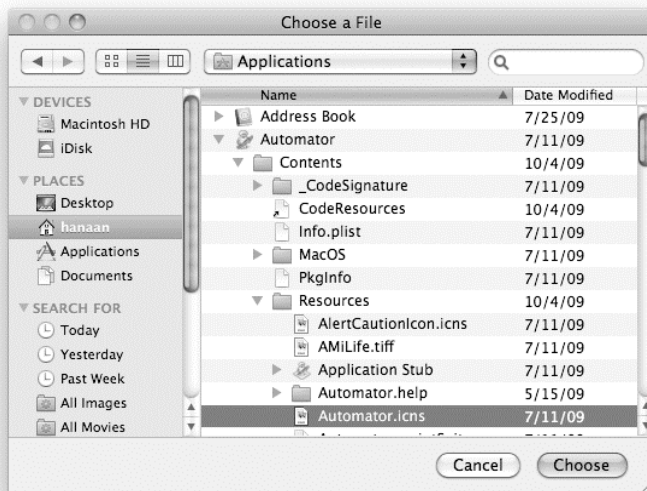 Choose a File
Applications
DEVICES
Macintosh HD
iDisk
PLACES
Desktop
hanaan
Applications
Documents
SEARCH FOR
Today
Yesterday
Past Week
All Images
All Movies
Name Date Modified
Address Book 7/25/09
Automator 7/11/09
Contents 10/4/09
_CodeSignature 7/11/09
CodeResources 10/4/09
Info.plist 7/11/09
MacOS 7/11/09
PkgInfo 7/11/09
Resources 10/4/09
AlertCautionIcon.icns 7/11/09
AMiLife.tiff 7/11/09
Application Stub 7/11/09
Automator.help 5/15/09
Automator.icns 7/11/09
Cancel Choose